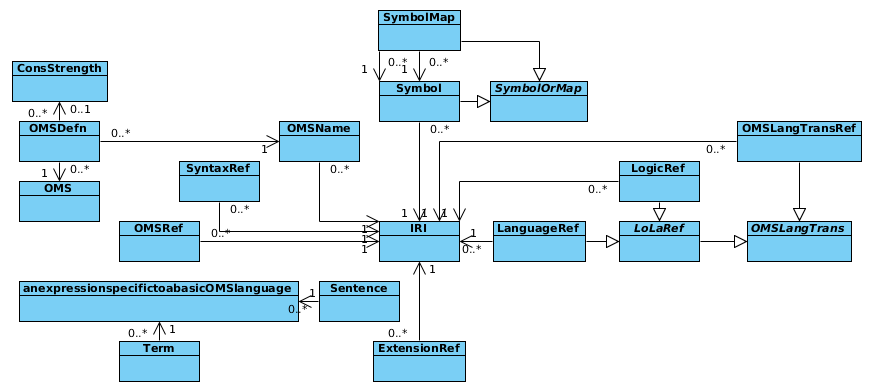 SymbolMap
0..* 0..*
1 1
ConsStrength
Symbol
SymbolOrMap
0..* 0..1
OMSDefn
0..*
OMSName
0..*
OMSLangTransRef
1
0..*
1 0..*
SyntaxRef
0..*
LogicRef
OMS
0..*
0..*
1 1 1
OMSRef
0..*
1
1
1
IRI
1
0..*
LanguageRef
LoLaRef
OMSLangTrans
1
anexpressionspecifictoabasicOMSlanguage
1
0..*
Sentence
0..* 1
0..*
Term
ExtensionRef